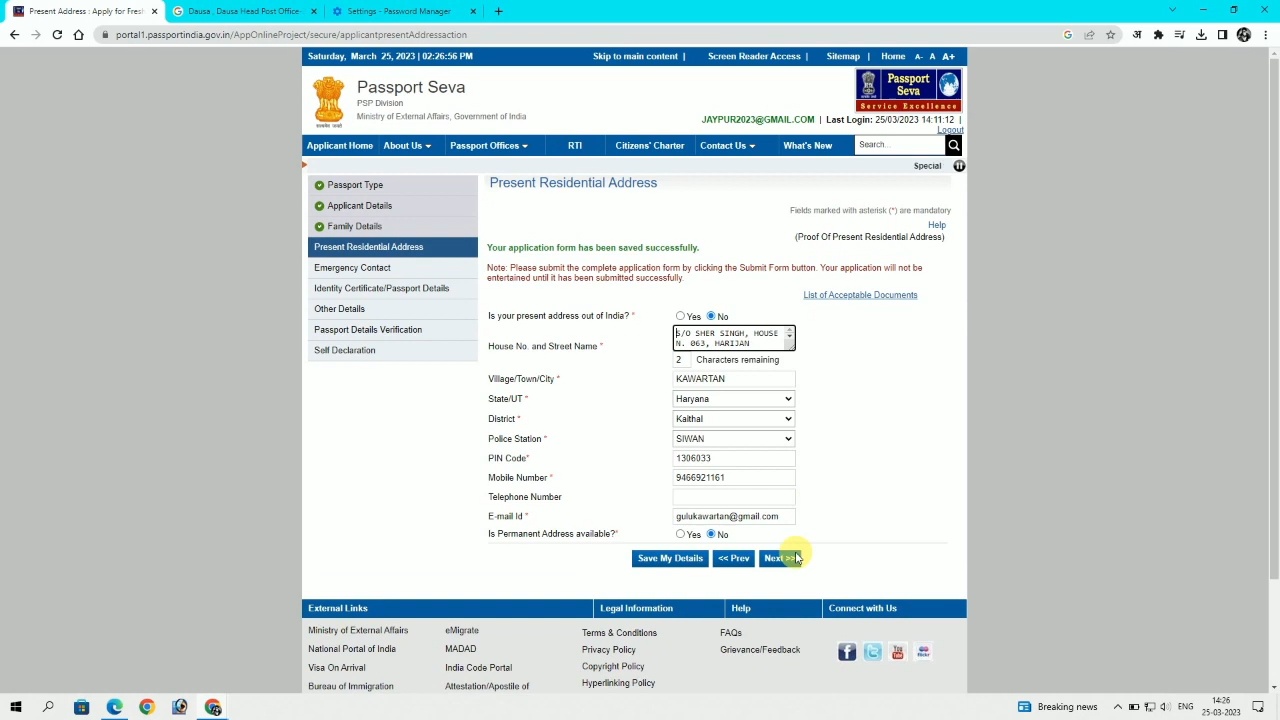 Present Address : Apply for Fresh
Dausa , Dausa Head Post Office-
Settings - Password Manager
portal1.passportindia.gov.in/AppOnlineProject/secure/applicantpresentAddressaction
Saturday, March 25, 2023 | 02:26:56 PM
Skip to main content | Screen Reader Access | Sitemap | Home A- A A+
Passport Seva
PSP Division
Ministry of External Affairs, Government of India
Passport
Seva
Service Excellence
JAYPUR2023@GMAIL.COM | Last Login: 25/03/2023 14:11:12 |
Logout
Applicant Home About Us Passport Offices RTI Citizens' Charter Contact Us What's New Search...
Special
Passport Type
Applicant Details
Family Details
Present Residential Address
Emergency Contact
Identity Certificate/Passport Details
Other Details
Passport Details Verification
Self Declaration
Present Residential Address
Fields marked with asterisk (*) are mandatory
Help
(Proof Of Present Residential Address)
Your application form has been saved successfully.
Note: Please submit the complete application form by clicking the Submit Form button. Your application will not be
entertained until it has been submitted successfully.
List of Acceptable Documents
Is your present address out of India? * Yes No
House No. and Street Name *
S/O SHER SINGH, HOUSE
N. 063, HARIJAN
2 Characters remaining
Village/Town/City * KAWARTAN
State/UT * Haryana
District * Kaithal
Police Station * SIWAN
PIN Code* 1306033
Mobile Number * 9466921161
Telephone Number
E-mail Id * gulukawartan@gmail.com
Is Permanent Address available?* Yes No
Save My Details << Prev Next >>
External Links Legal Information Help Connect with Us
Ministry of External Affairs eMigrate Terms & Conditions FAQs
National Portal of India MADAD Privacy Policy Grievance/Feedback
Visa On Arrival India Code Portal Copyright Policy
Bureau of Immigration Attestation/Apostille of Hyperlinking Policy
Breaking news
ENG
14:26
25-03-2023